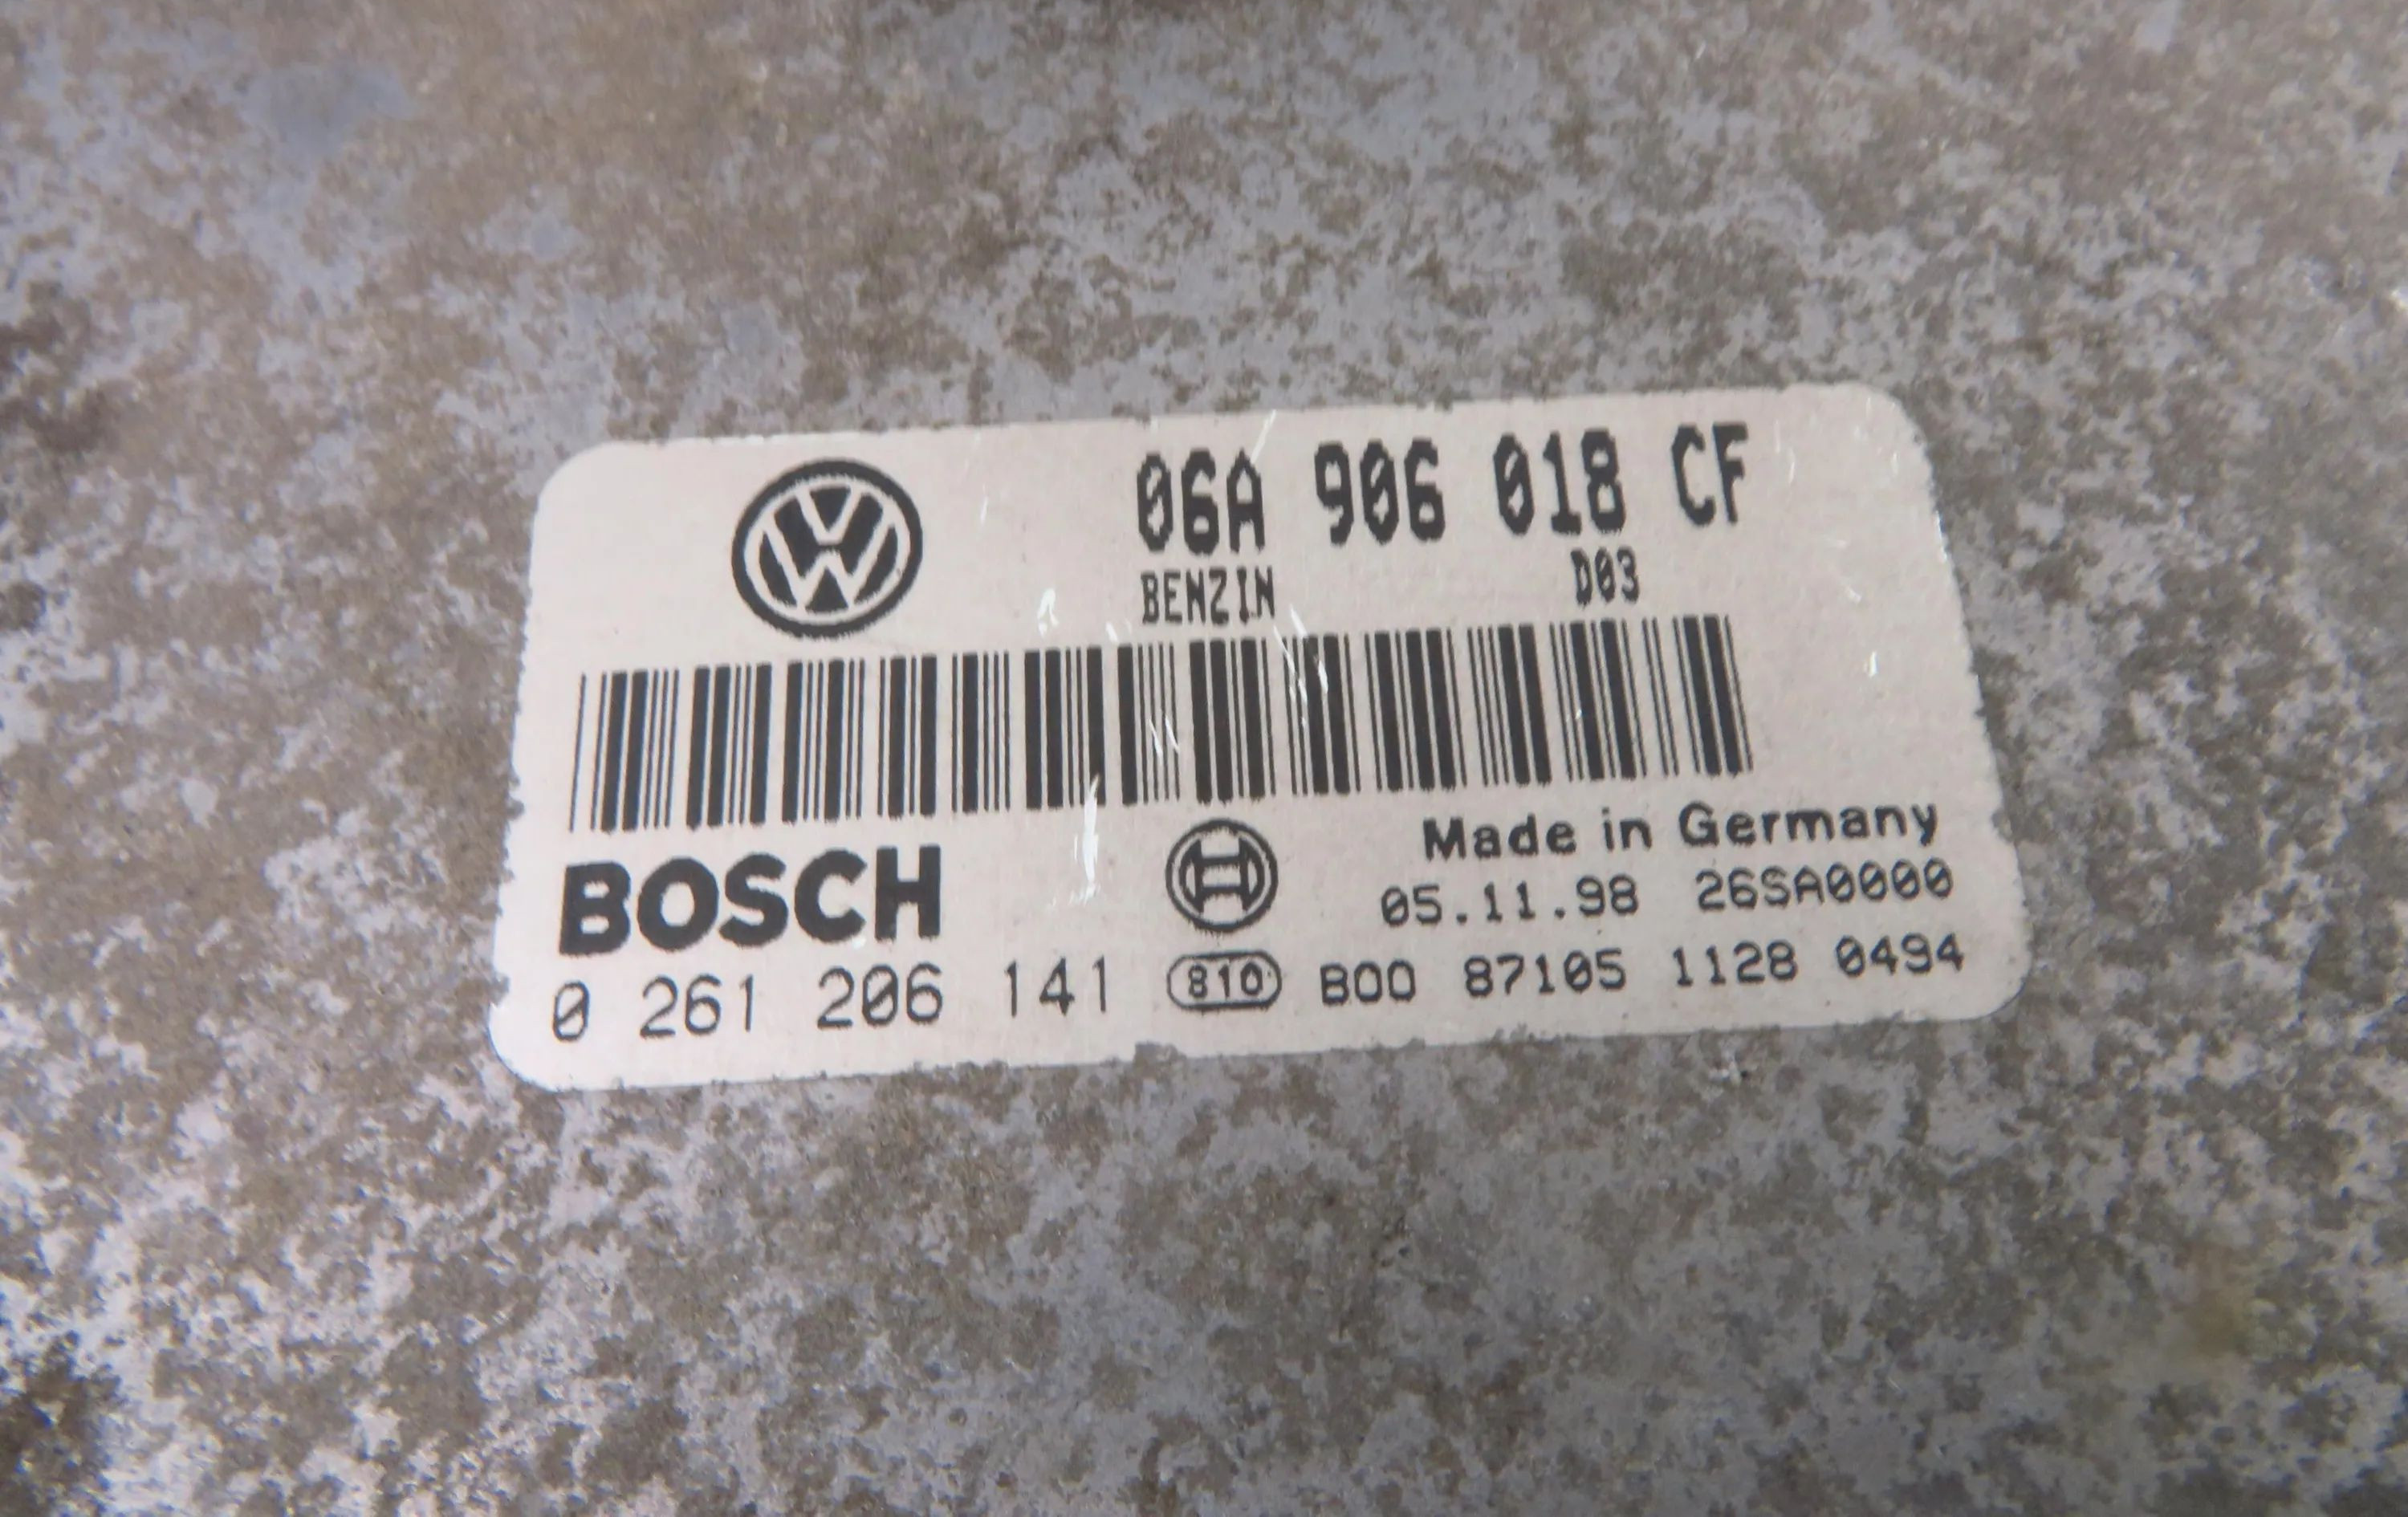 06A 906 018 CF
BENZIN D03
Made in Germany
BOSCH 05.11.98 26SA0000
0 261 206 141 810 B00 87105 1128 0494